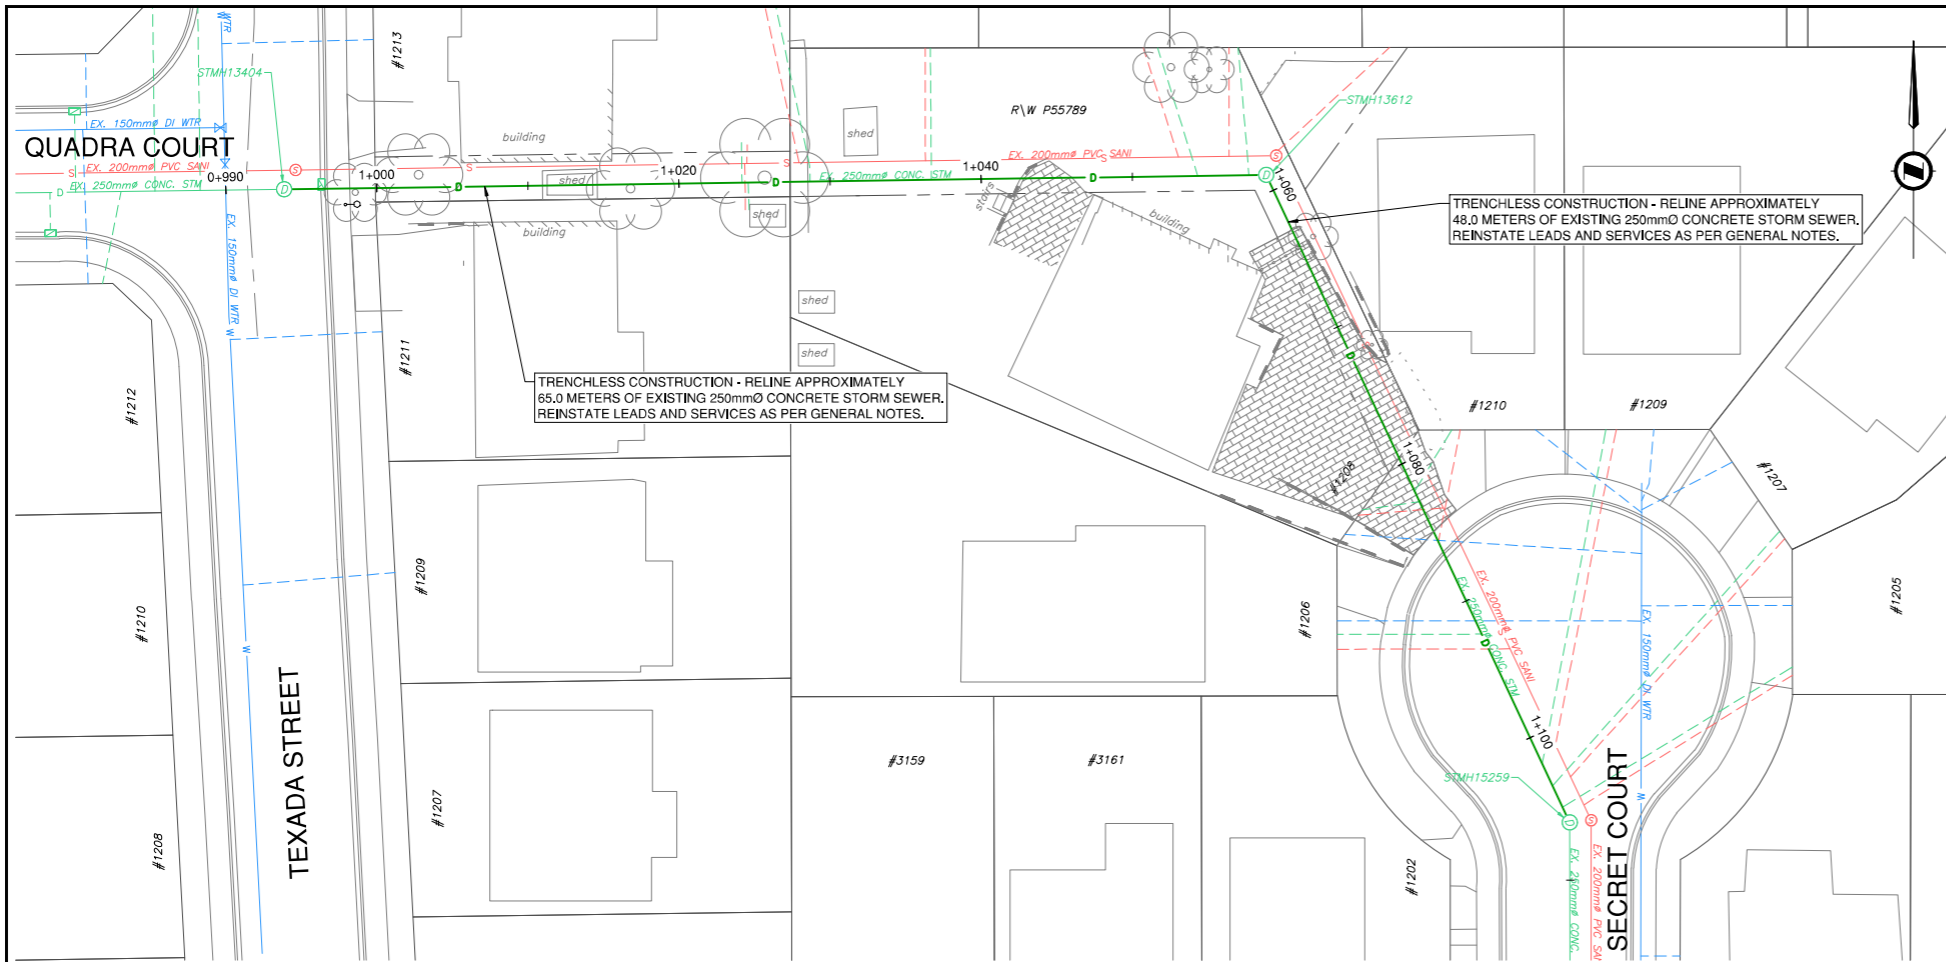 WTR
#1213
STMH13404
EX. 150mmø DI WTR
QUADRA COURT
EX. 200mmø PVC SANI
0+990
EX. 250mmø CONC. STM
EX. 150mmø DI WTR
building
shed
1+000
1+020
building
shed
shed
R\W P55789
1+040
EX. 200mmø PVC SANI
EX. 250mmø CONC. STM
STMH13612
stairs
building
1+060
TRENCHLESS CONSTRUCTION - RELINE APPROXIMATELY
48.0 METERS OF EXISTING 250mmØ CONCRETE STORM SEWER.
REINSTATE LEADS AND SERVICES AS PER GENERAL NOTES.
shed
shed
#1211
#1212
TRENCHLESS CONSTRUCTION - RELINE APPROXIMATELY
65.0 METERS OF EXISTING 250mmØ CONCRETE STORM SEWER.
REINSTATE LEADS AND SERVICES AS PER GENERAL NOTES.
#1210
#1209
#1208
1+080
#1207
#1209
#1210
#1206
#1205
EX. 250mmø CONC. STM
EX. 200mmø PVC SANI
EX. 150mmø DI WTR
TEXADA STREET
#1207
#1208
#3159
#3161
1+100
STMH15259
#1202
SECRET COURT
EX. 250mmø CONC.
EX. 200mmø PVC SAN
S
D
W